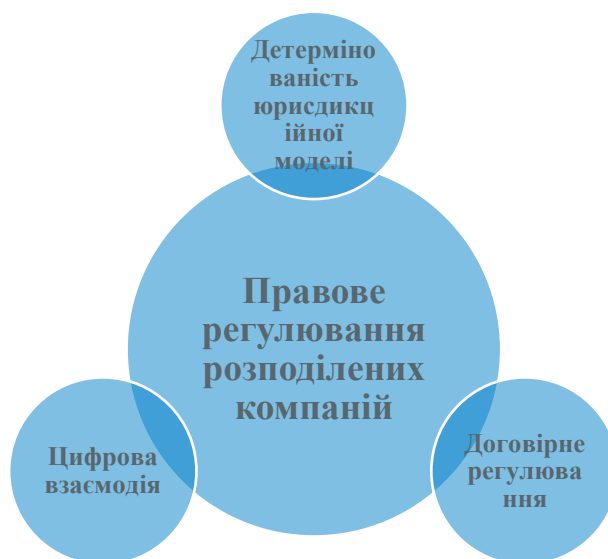 Детерміно
ваність
юрисдикц
ійної
моделі
Правове
регулювання
розподілених
компаній
Цифрова
взаємодія
Договірне
регулюва
ння